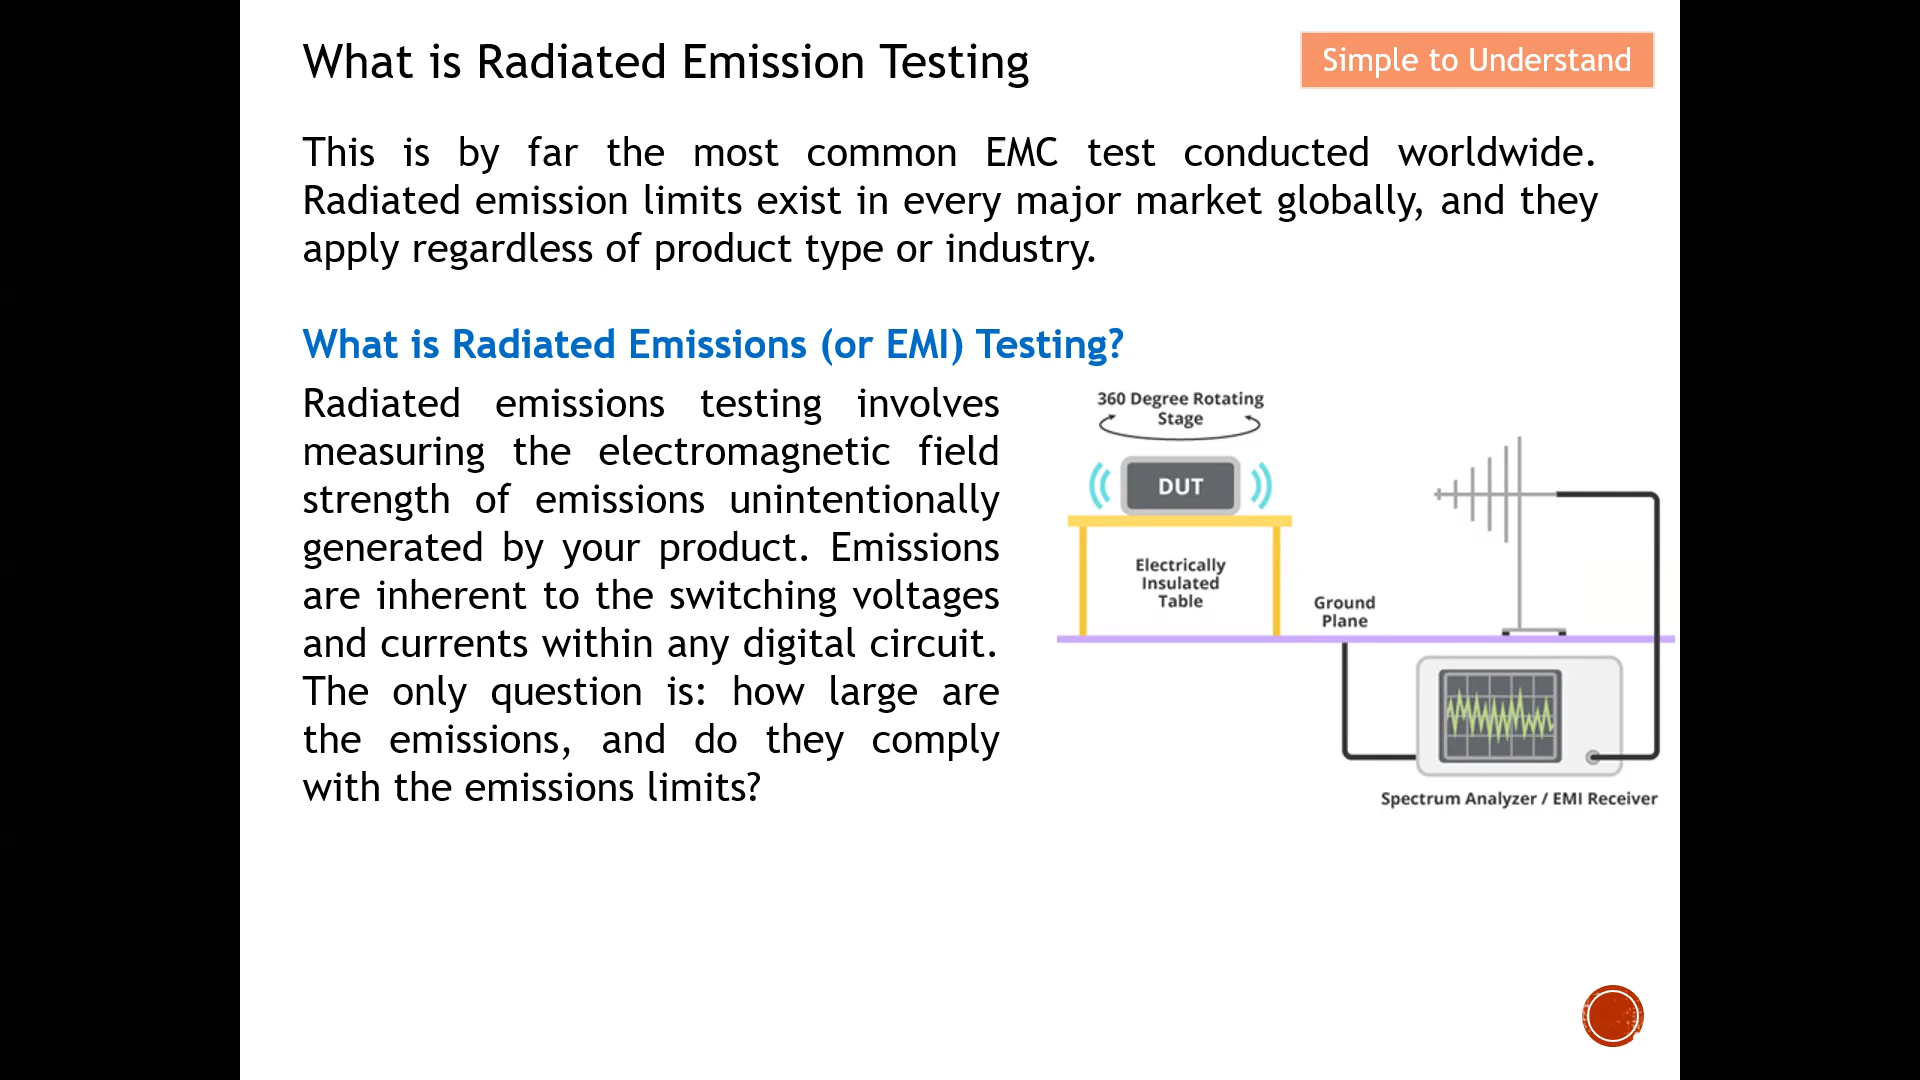 What is Radiated Emission Testing
Simple to Understand
This is by far the most common EMC test conducted worldwide.
Radiated emission limits exist in every major market globally, and they
apply regardless of product type or industry.
What is Radiated Emissions (or EMI) Testing?
Radiated emissions testing involves
measuring the electromagnetic field
strength of emissions unintentionally
generated by your product. Emissions
are inherent to the switching voltages
and currents within any digital circuit.
The only question is: how large are
the emissions, and do they comply
with the emissions limits?
360 Degree Rotating
Stage
DUT
Electrically
Insulated
Table
Ground
Plane
Spectrum Analyzer / EMI Receiver